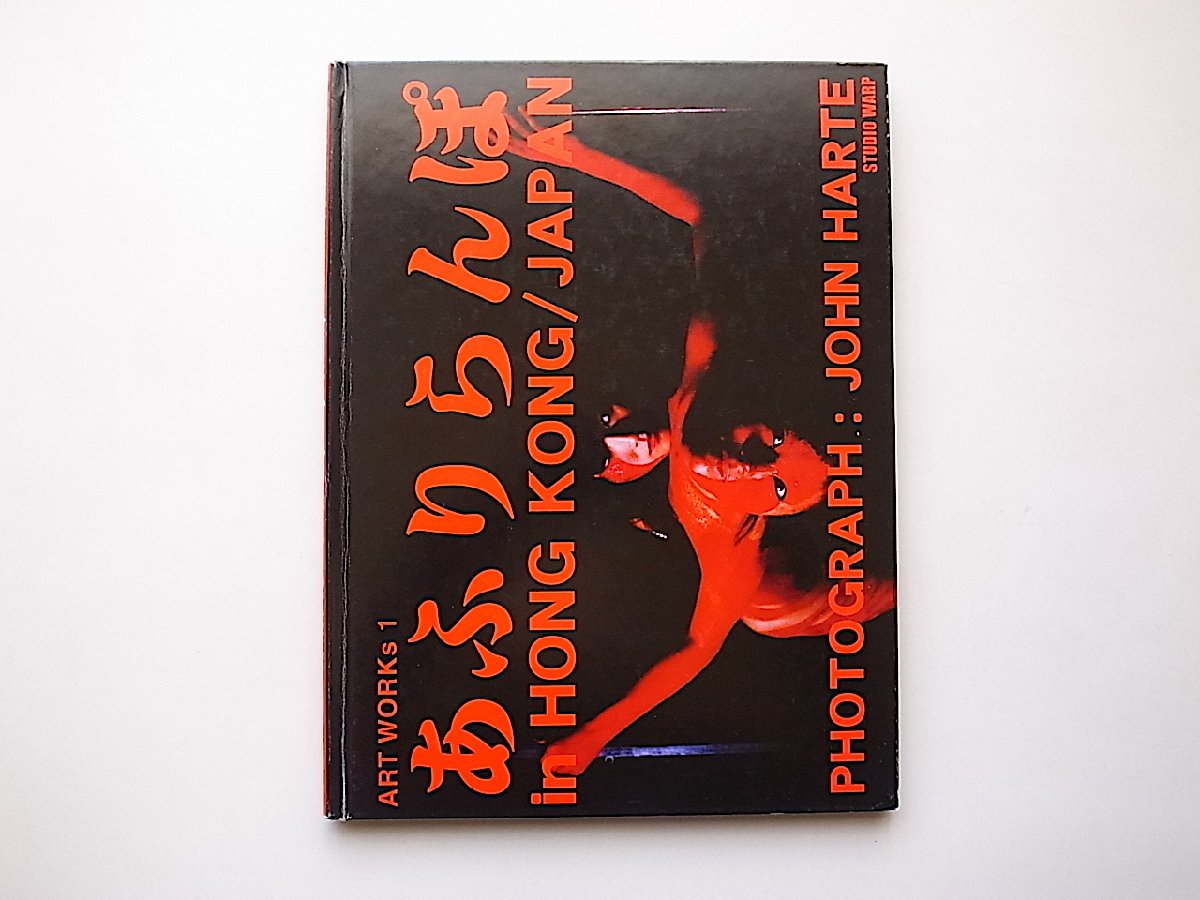 ART WORKs 1
あふりらんぽ
in HONG KONG/JAPAN
PHOTOGRAPH : JOHN HARTE
STUDIO WARP